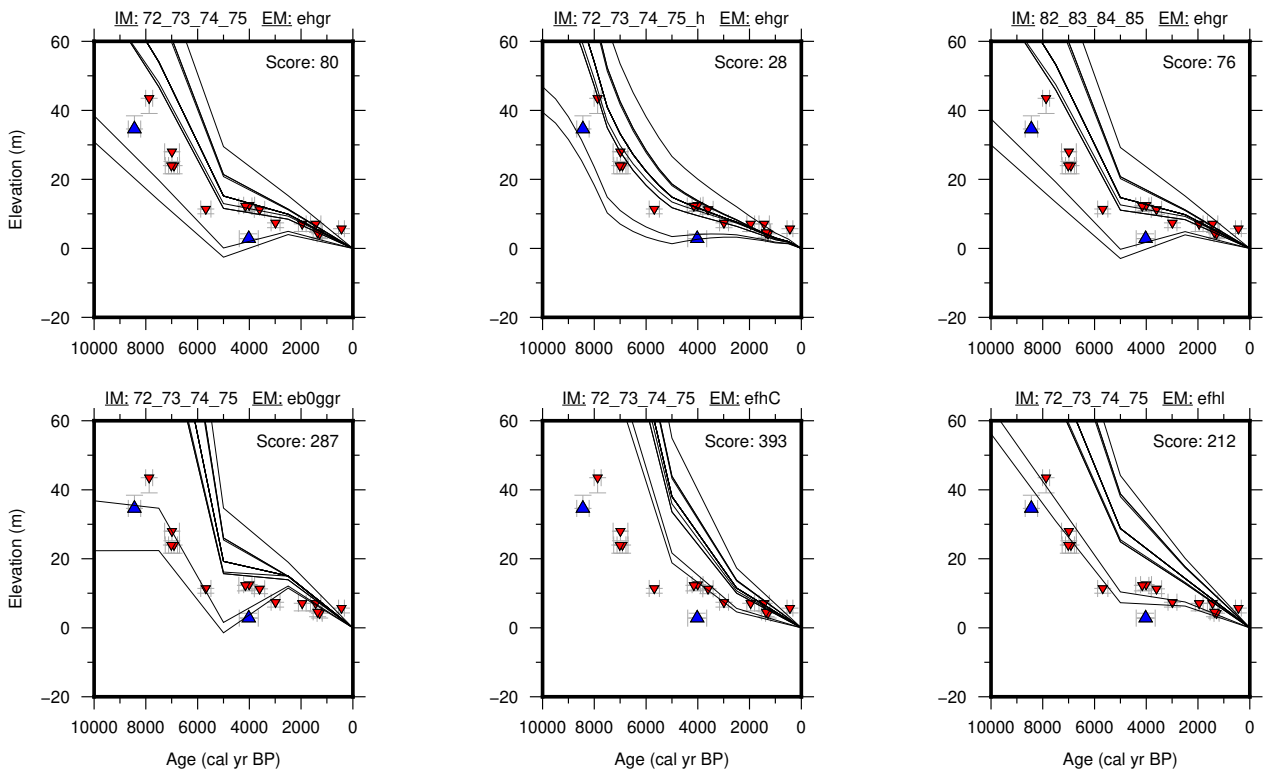 IM: 72_73_74_75 EM: ehgr
IM: 72_73_74_75_h EM: ehgr
IM: 82_83_84_85 EM: ehgr
60
40
20
0
−20
Elevation (m)
Score: 80
10000 8000 6000 4000 2000 0
60
40
20
0
−20
Score: 28
10000 8000 6000 4000 2000 0
60
40
20
0
−20
Score: 76
10000 8000 6000 4000 2000 0
IM: 72_73_74_75 EM: eb0ggr
IM: 72_73_74_75 EM: efhC
IM: 72_73_74_75 EM: efhl
60
40
20
0
−20
Elevation (m)
Score: 287
10000 8000 6000 4000 2000 0
Age (cal yr BP)
60
40
20
0
−20
Score: 393
10000 8000 6000 4000 2000 0
Age (cal yr BP)
60
40
20
0
−20
Score: 212
10000 8000 6000 4000 2000 0
Age (cal yr BP)